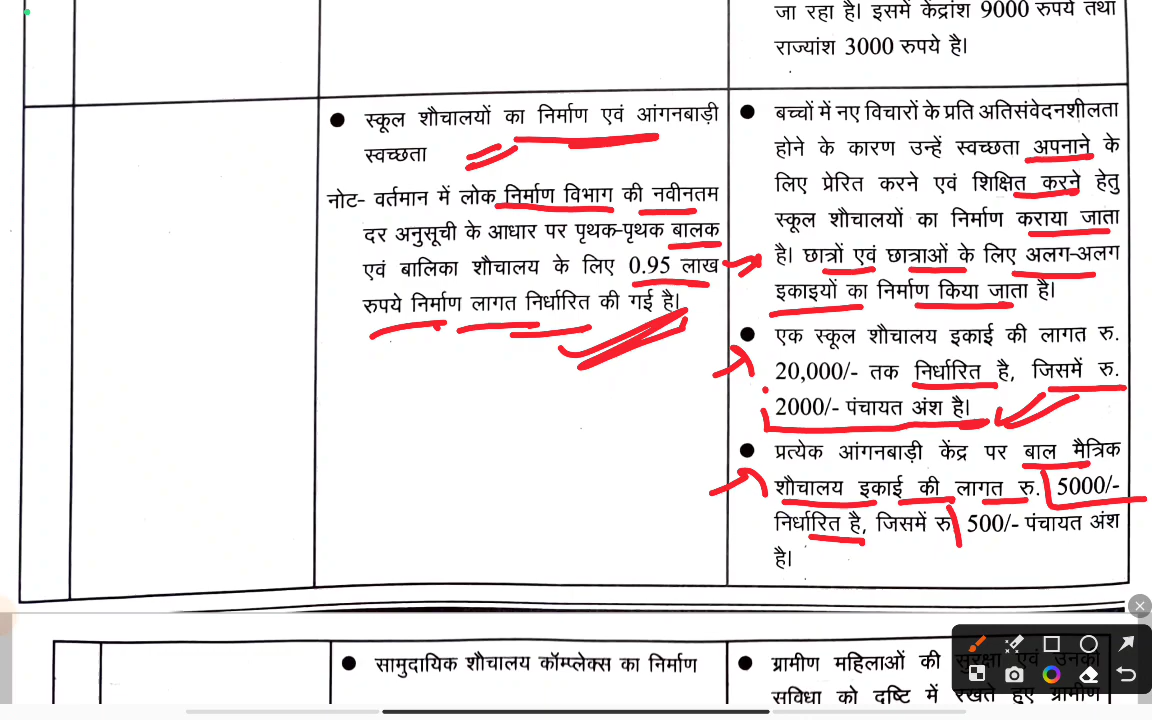 जा रहा है। इसमें केंद्रांश 9000 रुपये तथा
राज्यांश 3000 रुपये है।
● स्कूल शौचालयों का निर्माण एवं आंगनबाड़ी
स्वच्छता
नोट- वर्तमान में लोक निर्माण विभाग की नवीनतम
दर अनुसूची के आधार पर पृथक-पृथक बालक
एवं बालिका शौचालय के लिए 0.95 लाख
रुपये निर्माण लागत निर्धारित की गई है।
● बच्चों में नए विचारों के प्रति अतिसंवेदनशीलता
होने के कारण उन्हें स्वच्छता अपनाने के
लिए प्रेरित करने एवं शिक्षित करने हेतु
स्कूल शौचालयों का निर्माण कराया जाता
है। छात्रों एवं छात्राओं के लिए अलग-अलग
इकाइयों का निर्माण किया जाता है।
● एक स्कूल शौचालय इकाई की लागत रु.
20,000/- तक निर्धारित है, जिसमें रु.
2000/- पंचायत अंश है।
● प्रत्येक आंगनबाड़ी केंद्र पर बाल मैत्रिक
शौचालय इकाई की लागत रु. 5000/-
निर्धारित है, जिसमें रु 500/- पंचायत अंश
है।
● सामुदायिक शौचालय कॉम्प्लेक्स का निर्माण
● ग्रामीण महिलाओं की सुरक्षा एवं उनकी
सुविधा को दृष्टि में रखते हुए ग्रामीण